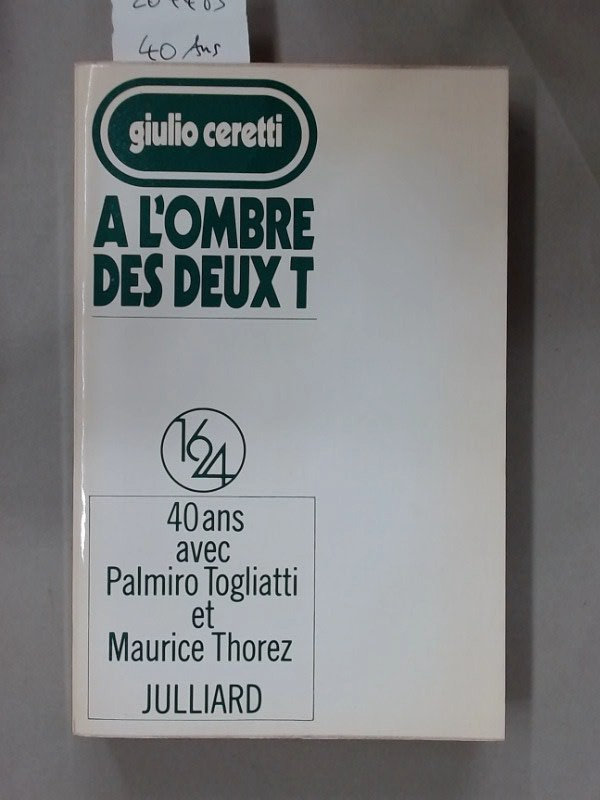 40 Ans
giulio ceretti
A L'OMBRE
DES DEUX T
1624
40 ans
avec
Palmiro Togliatti
et
Maurice Thorez
JULLIARD